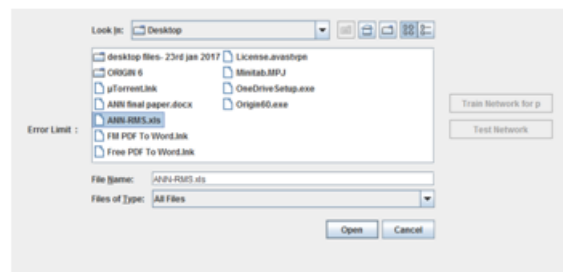 Look In: Desktop
desktop files- 23rd jan 2017 License.avastvpn
ORIGIN 6 Minitab.MPJ
µTorrent.lnk OneDriveSetup.exe
ANN final paper.docx Origin60.exe
ANN-RMS.xls
FM PDF To Word.lnk
Free PDF To Word.lnk
Train Network for p
Test Network
Error Limit :
File Name: ANN-RMS.xls
Files of Type: All Files
Open Cancel